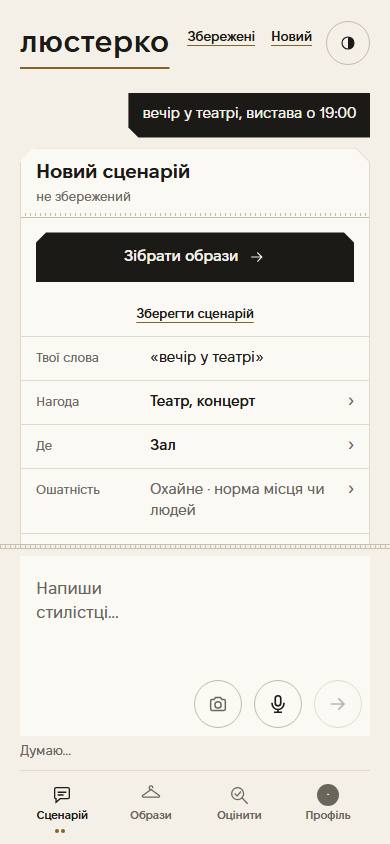 люстерко
Збережені
Новий
вечір у театрі, вистава о 19:00
Новий сценарій
не збережений
Зібрати образи →
Зберегти сценарій
Твої слова «вечір у театрі»
Нагода Театр, концерт ›
Де Зал ›
Ошатність Охайне · норма місця чи ›
людей
Напиши
стилістці...
Думаю...
Сценарій Образи Оцінити Профіль